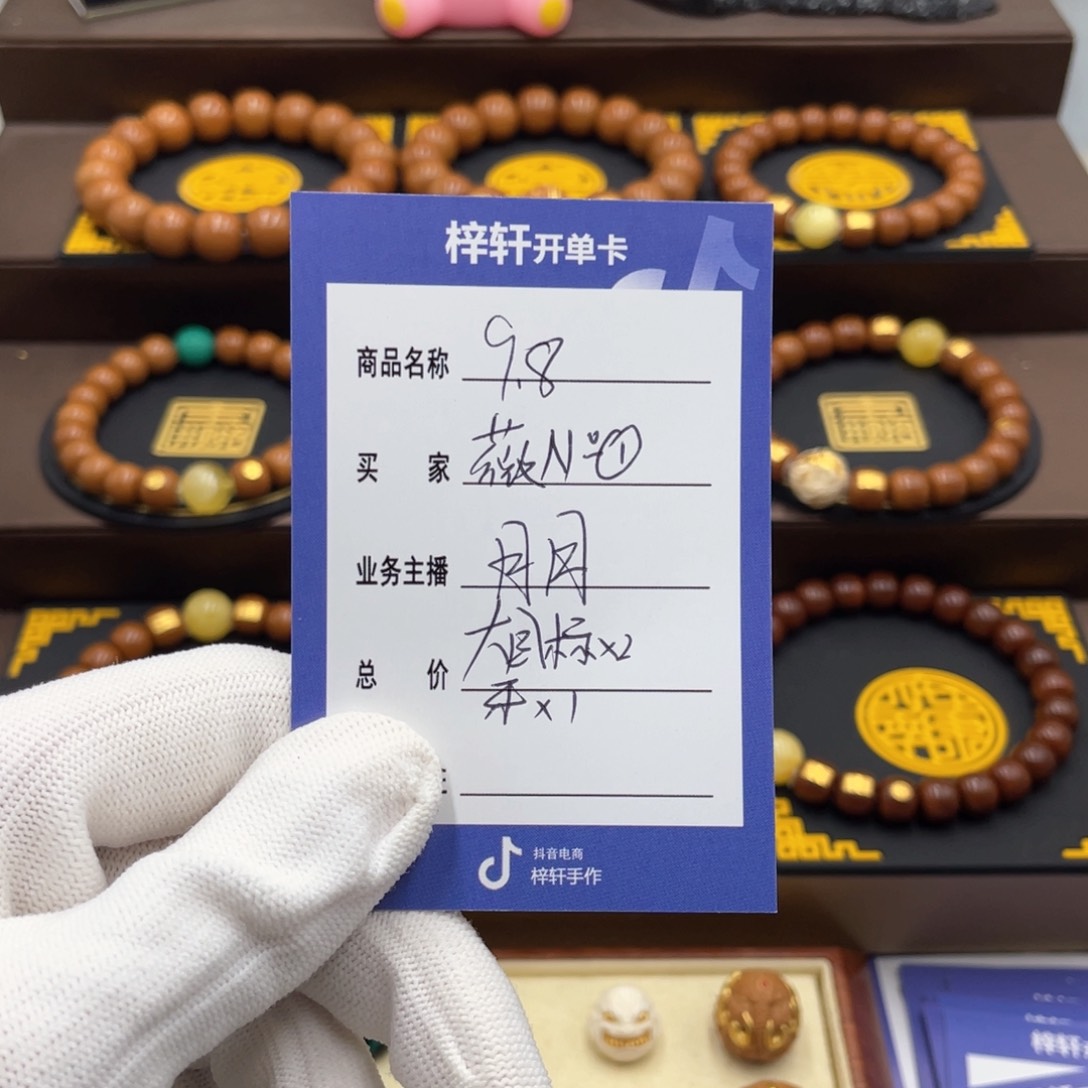 梓轩开单卡
商品名称 9.8
买家 薇N°①
业务主播 月月
总价 大圆标x2
平x1
抖音电商
梓轩手作
梓轩